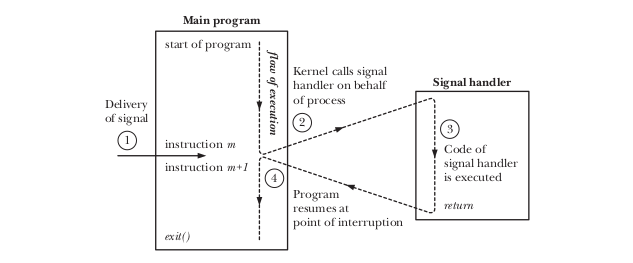 Main program
start of program
flow of execution
Delivery
of signal
1
instruction m
instruction m+1
exit()
Kernel calls signal
handler on behalf
of process
2
Signal handler
3
Code of
signal handler
is executed
return
4
Program
resumes at
point of interruption